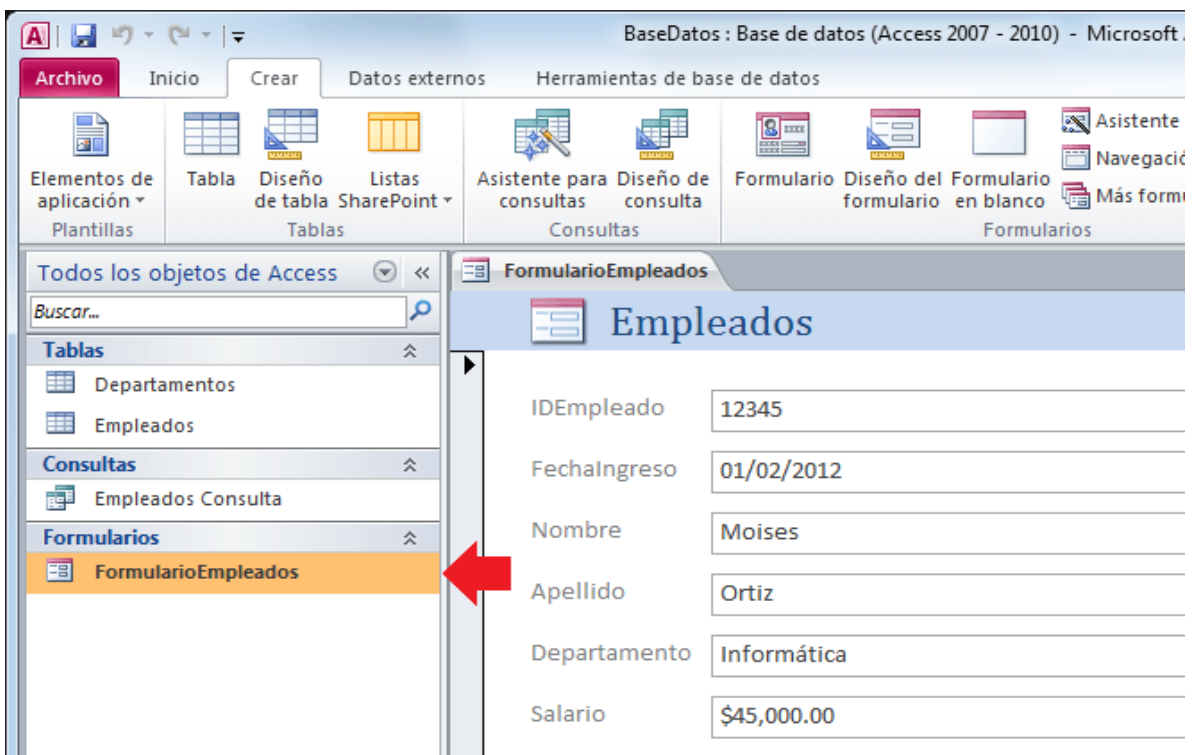 BaseDatos : Base de datos (Access 2007 - 2010) - Microsoft
Archivo Inicio Crear Datos externos Herramientas de base de datos
Elementos de aplicación
Tabla
Diseño de tabla
Listas SharePoint
Asistente para consultas
Diseño de consulta
Formulario
Diseño del formulario
Formulario en blanco
Asistente
Navegació
Más formu
Plantillas Tablas Consultas Formularios
Todos los objetos de Access
Buscar...
Tablas
Departamentos
Empleados
Consultas
Empleados Consulta
Formularios
FormularioEmpleados
FormularioEmpleados
Empleados
IDEmpleado 12345
FechaIngreso 01/02/2012
Nombre Moises
Apellido Ortiz
Departamento Informática
Salario $45,000.00